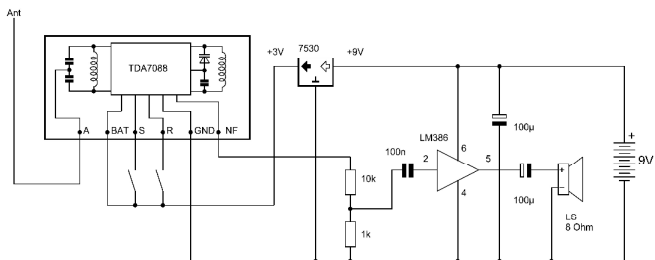 Ant
TDA7088
A
BAT
S
R
GND
NF
+3V
7530
+9V
100n
LM386
2
6
5
4
10k
1k
100µ
100µ
+
-
LS
8 Ohm
+
9V